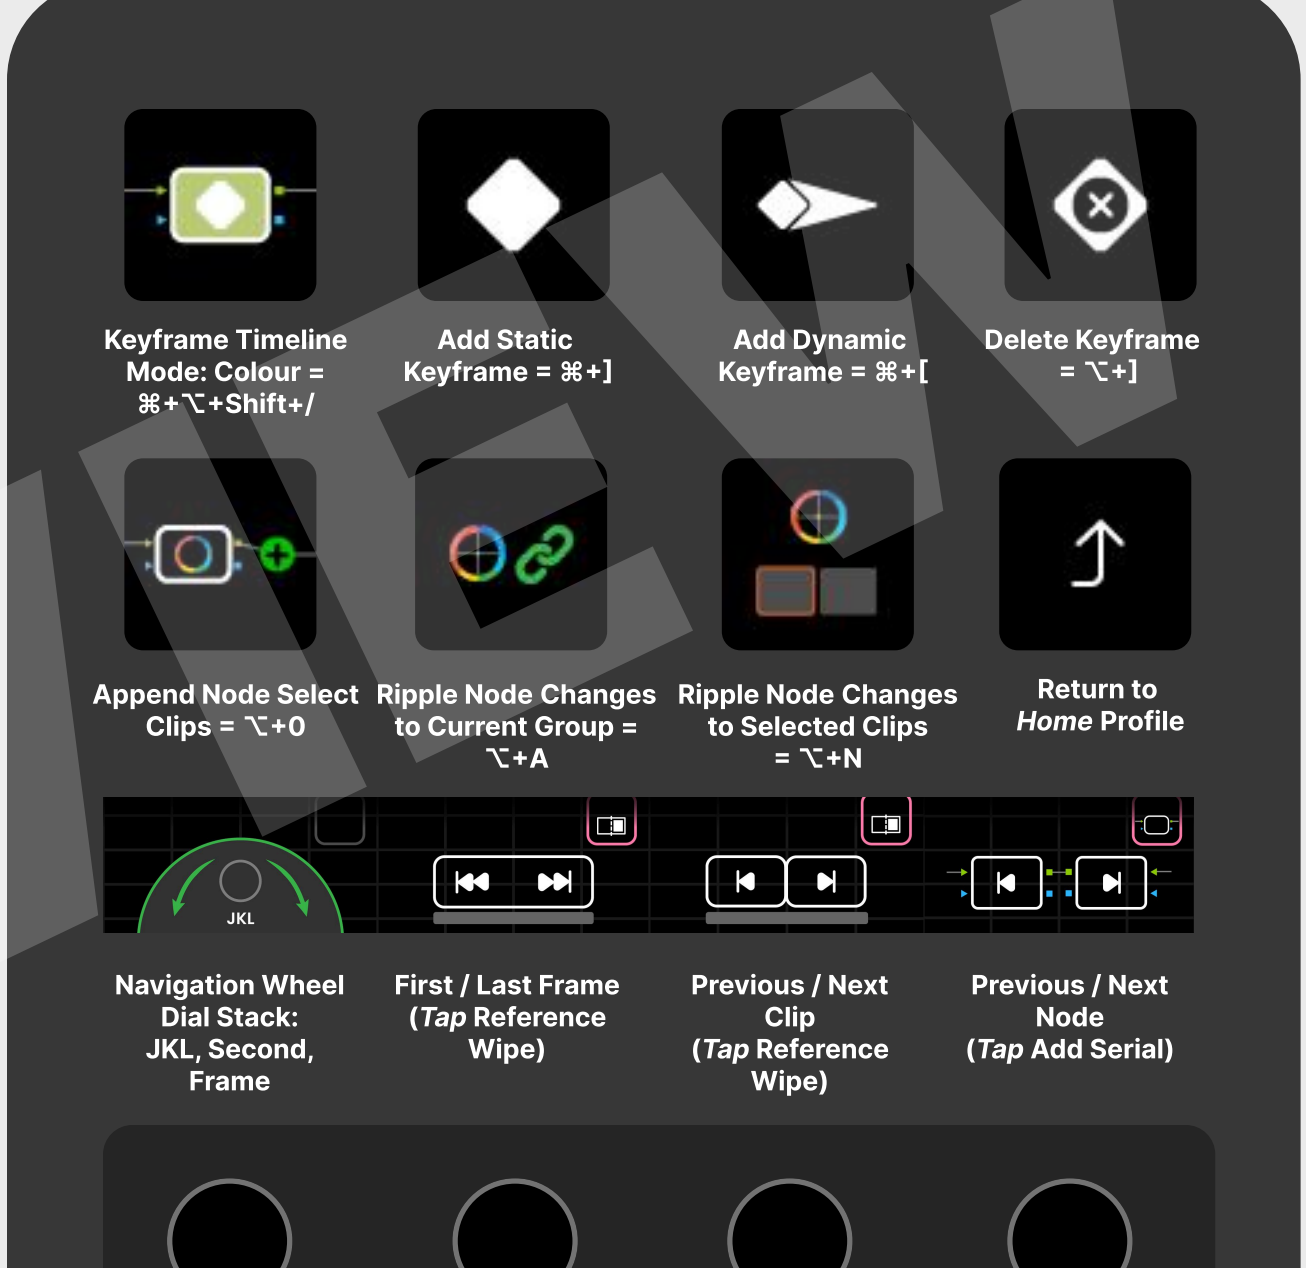 Keyframe Timeline
Mode: Colour =
⌘+⌥+Shift+/
Add Static
Keyframe = ⌘+]
Add Dynamic
Keyframe = ⌘+[
Delete Keyframe
= ⌥+]
Append Node Select
Clips = ⌥+0
Ripple Node Changes
to Current Group =
⌥+A
Ripple Node Changes
to Selected Clips
= ⌥+N
Return to
Home Profile
JKL
Navigation Wheel
Dial Stack:
JKL, Second,
Frame
First / Last Frame
(Tap Reference
Wipe)
Previous / Next
Clip
(Tap Reference
Wipe)
Previous / Next
Node
(Tap Add Serial)